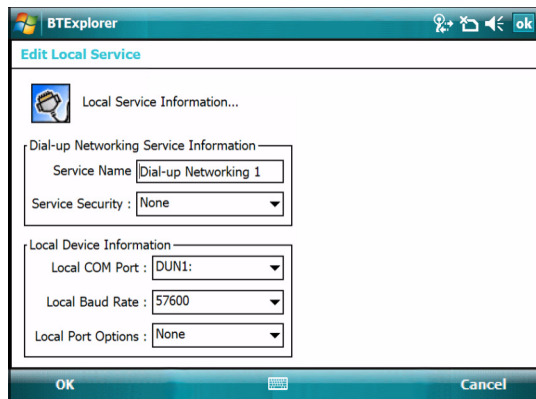 BTExplorer
ok
Edit Local Service
Local Service Information...
Dial-up Networking Service Information
Service Name Dial-up Networking 1
Service Security : None
Local Device Information
Local COM Port : DUN1:
Local Baud Rate : 57600
Local Port Options : None
OK
Cancel